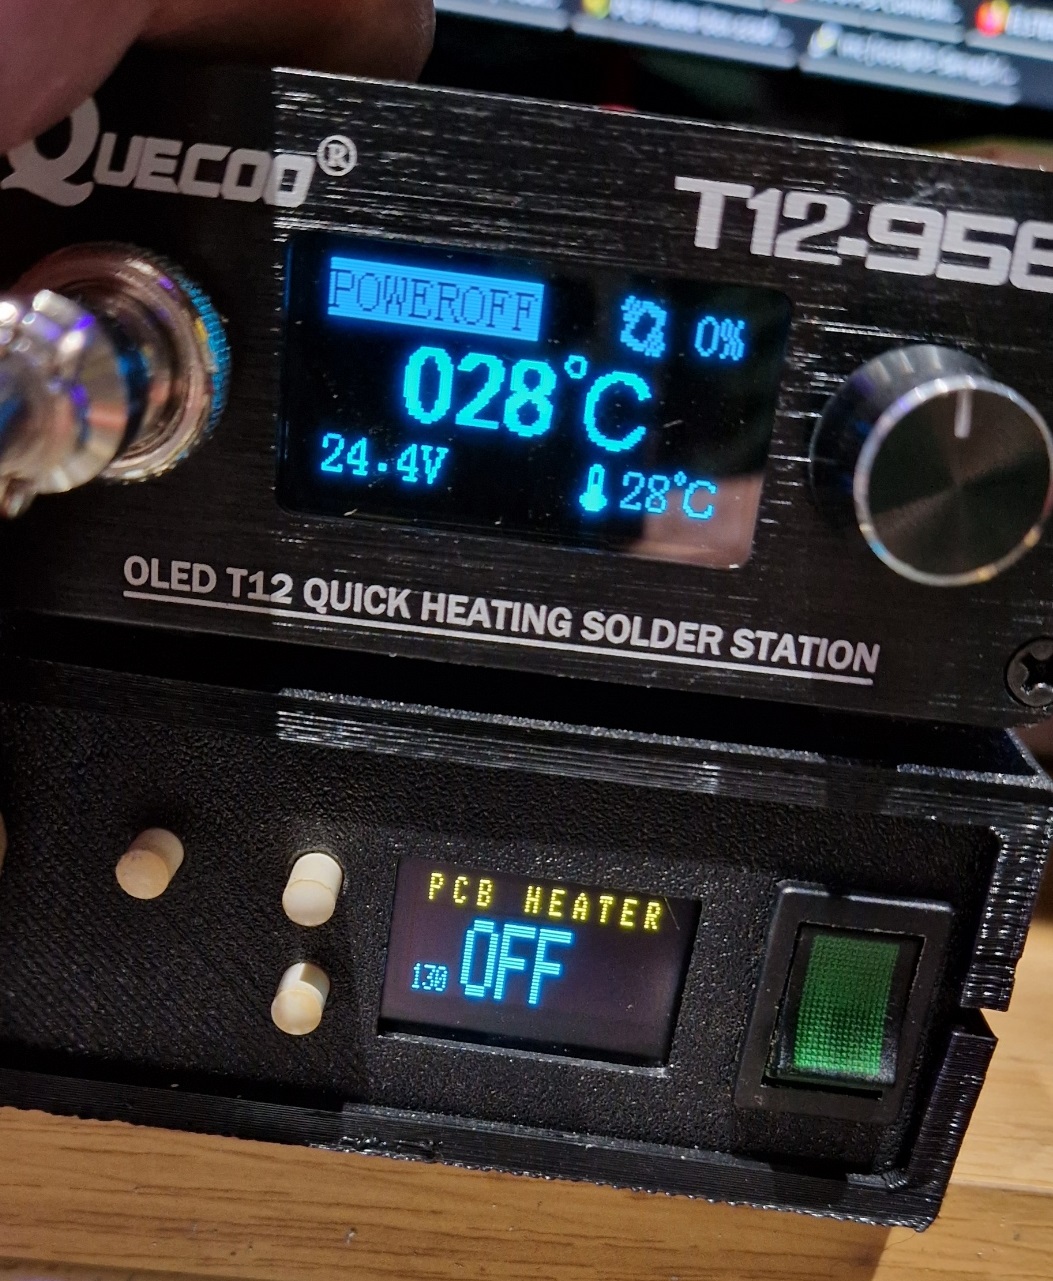 QUECOO®
T12-956
POWEROFF 0%
028°C
24.4V 28°C
OLED T12 QUICK HEATING SOLDER STATION
PCB HEATER
130 OFF